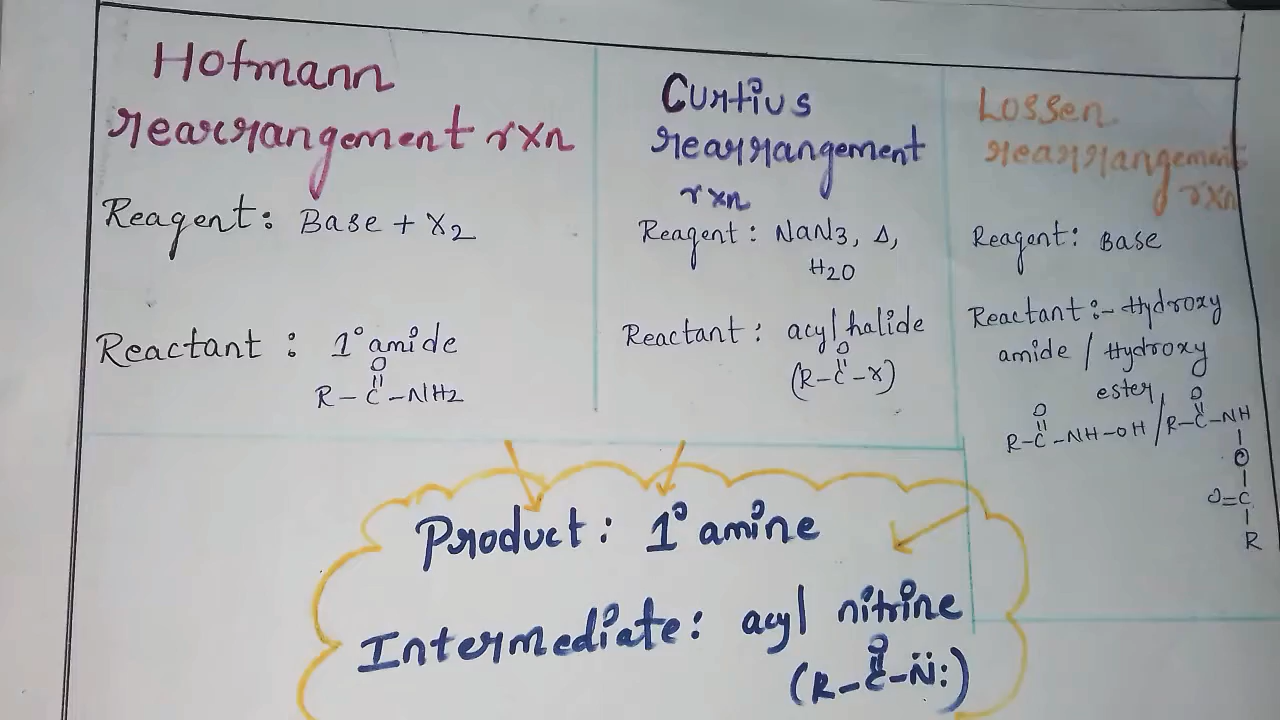 Hofmann
rearrangement rxn
Reagent: Base + X2
Reactant : 1° amide
O
||
R – C – NH2
Curtius
rearrangement
rxn
Reagent : NaN3, Δ,
H2O
Reactant : acyl halide
O
||
(R – C – X)
Lossen
rearrangement
rxn
Reagent: Base
Reactant :- Hydroxy
amide / Hydroxy
ester
O
||
R – C – NH – OH /
O
||
R – C – NH
|
O
|
O=C
|
R
Product : 1° amine
Intermediate : acyl nitrine
O
||
(R – C – N̈:)